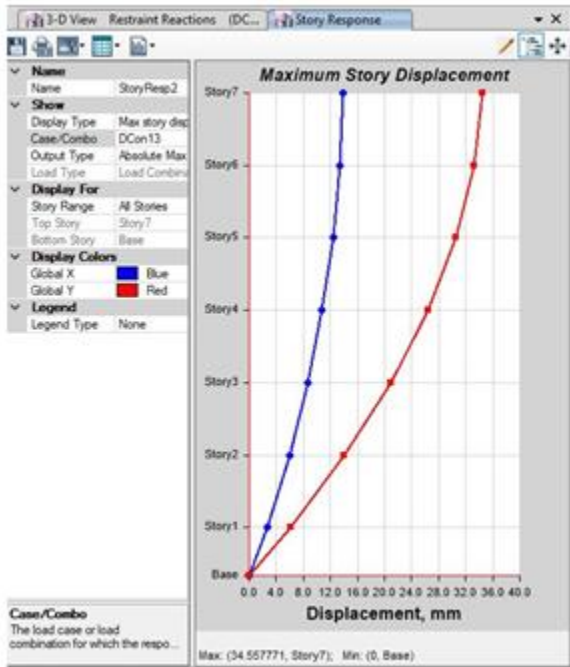 3-D View Restraint Reactions (DC...
Story Response
Name
Name StoryResp2
Show
Display Type Max story disp
Case/Combo DCon13
Output Type Absolute Max
Load Type Load Combina
Display For
Story Range All Stories
Top Story Story7
Bottom Story Base
Display Colors
Global X Blue
Global Y Red
Legend
Legend Type None
Case/Combo
The load case or load
combination for which the respo...
Maximum Story Displacement
Story7
Story6
Story5
Story4
Story3
Story2
Story1
Base
0.0 4.0 8.0 12.0 16.0 20.0 24.0 28.0 32.0 36.0 40.0
Displacement, mm
Max: (34.557771, Story7); Min: (0, Base)